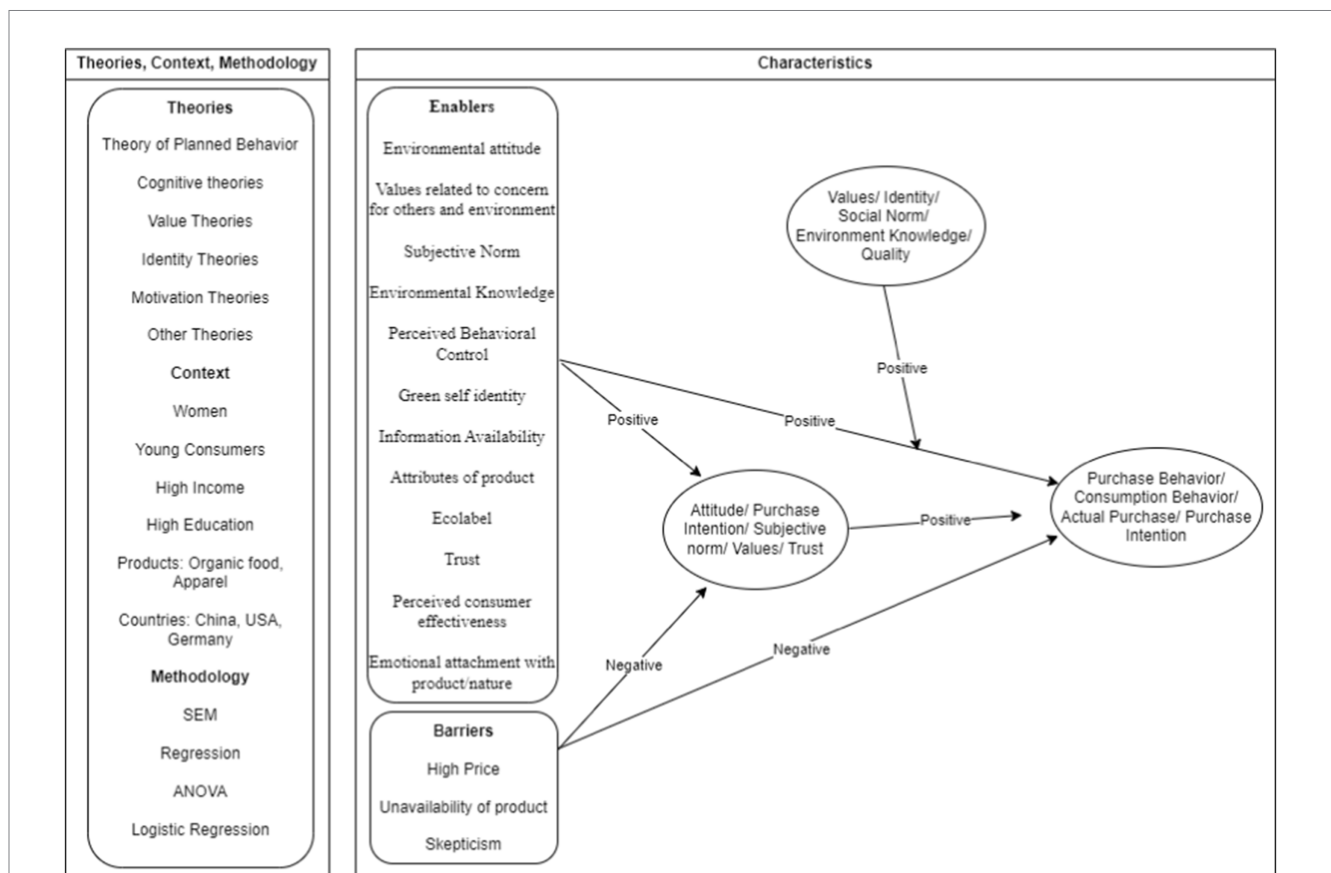 Theories, Context, Methodology
Theories
Theory of Planned Behavior
Cognitive theories
Value Theories
Identity Theories
Motivation Theories
Other Theories
Context
Women
Young Consumers
High Income
High Education
Products: Organic food,
Apparel
Countries: China, USA,
Germany
Methodology
SEM
Regression
ANOVA
Logistic Regression
Characteristics
Enablers
Environmental attitude
Values related to concern
for others and environment
Subjective Norm
Environmental Knowledge
Perceived Behavioral
Control
Green self identity
Information Availability
Attributes of product
Ecolabel
Trust
Perceived consumer
effectiveness
Emotional attachment with
product/nature
Barriers
High Price
Unavailability of product
Skepticism
Positive
Negative
Attitude/ Purchase
Intention/ Subjective
norm/ Values/ Trust
Values/ Identity/
Social Norm/
Environment Knowledge/
Quality
Positive
Positive
Positive
Negative
Purchase Behavior/
Consumption Behavior/
Actual Purchase/ Purchase
Intention